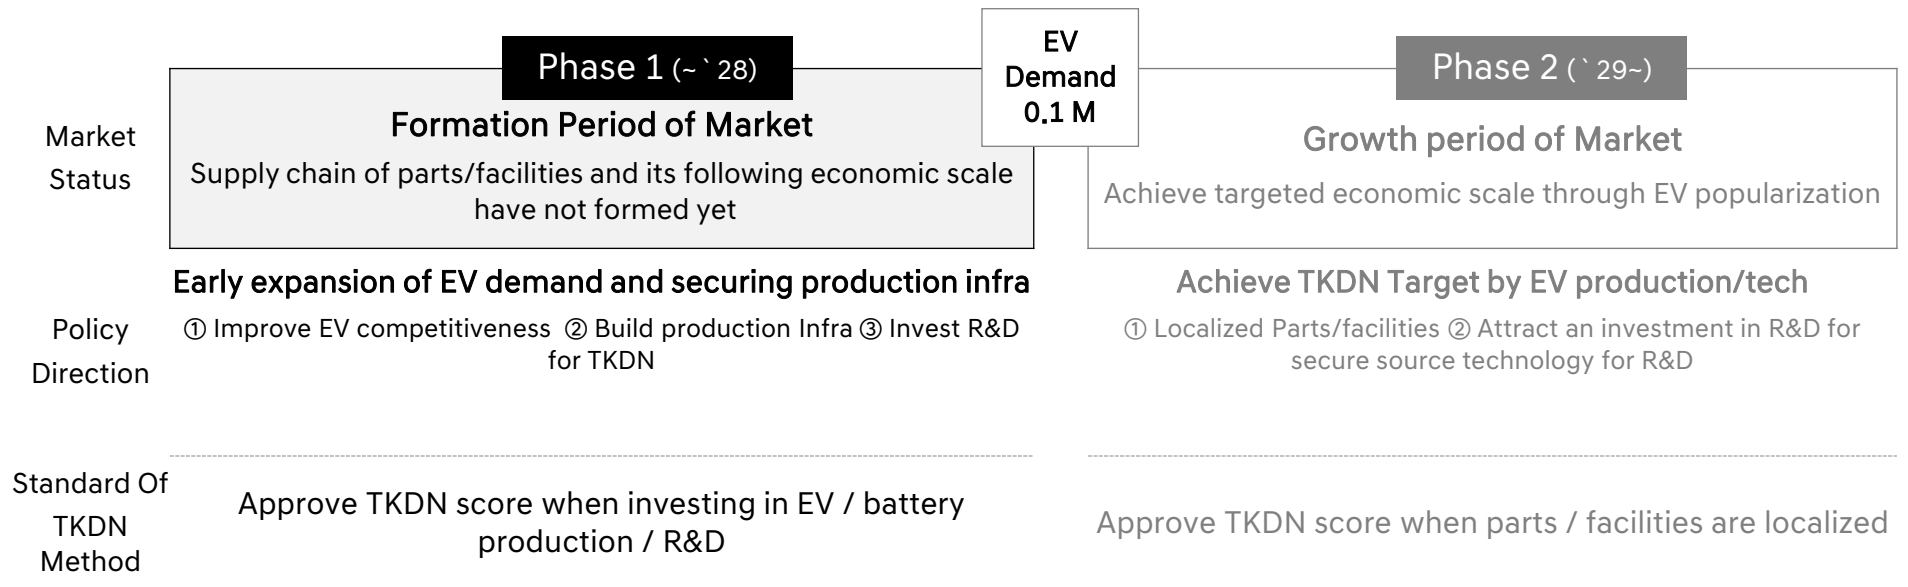 Phase 1 (~`28)
EV
Demand
0.1 M
Phase 2 (`29~)
Market
Status
Formation Period of Market
Supply chain of parts/facilities and its following economic scale
have not formed yet
Growth period of Market
Achieve targeted economic scale through EV popularization
Policy
Direction
Early expansion of EV demand and securing production infra
① Improve EV competitiveness ② Build production Infra ③ Invest R&D
for TKDN
Achieve TKDN Target by EV production/tech
① Localized Parts/facilities ② Attract an investment in R&D for
secure source technology for R&D
Standard Of
TKDN
Method
Approve TKDN score when investing in EV / battery
production / R&D
Approve TKDN score when parts / facilities are localized